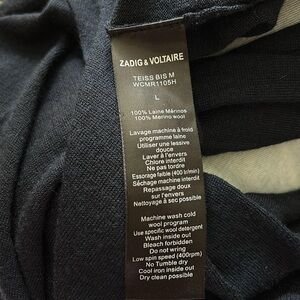 ZADIG & VOLTAIRE
TEISS BIS M
WCMR1105H
L
100% Laine Mérinos
100% Merino wool
Lavage machine à froid
programme laine
Utiliser une lessive
douce
Laver à l'envers
Chlore interdit
Ne pas tordre
Essorage faible (400 tr/min)
Séchage machine interdit
Repassage doux
sur l'envers
Nettoyage à sec possible
Machine wash cold
wool program
Use specific wool detergent
Wash inside out
Bleach forbidden
Do not wring
Low spin speed (400rpm)
No Tumble dry
Cool iron inside out
Dry clean possible